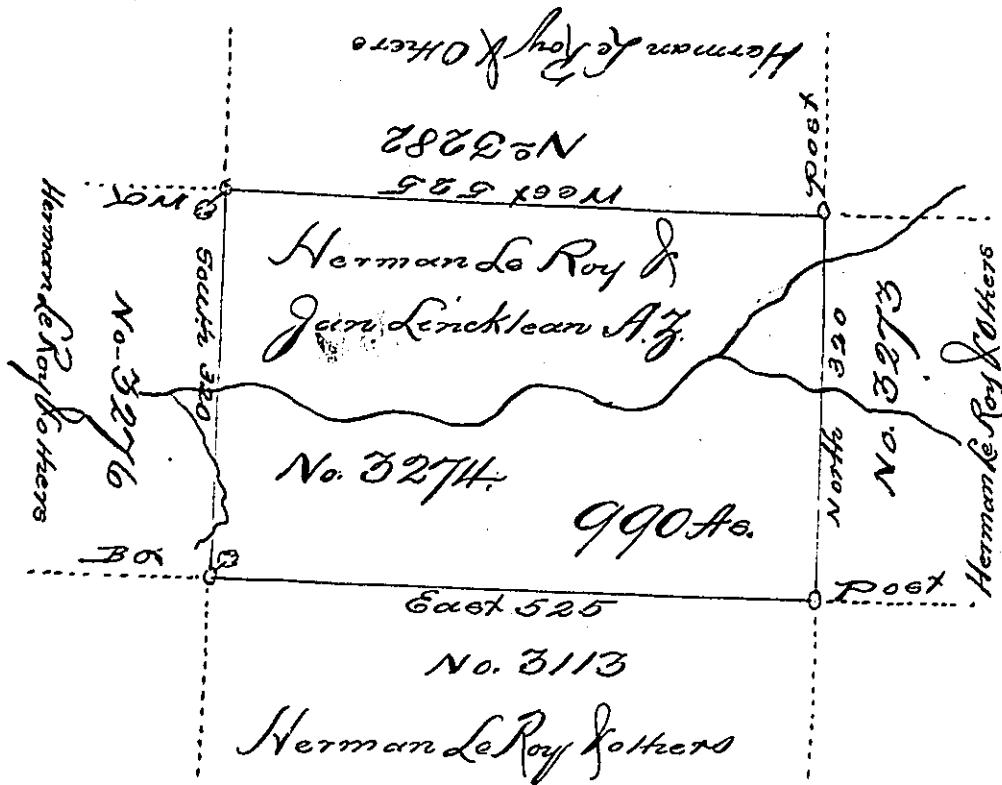 Herman Le Roy & Others
No 3282
West 525
Post
W O
South 320
Herman Le Roy & others
No. 3276
Herman Le Roy &
Jan Lincklean A.Z.
No. 3274.
990 Ac.
North 320
No. 3273
Herman Le Roy & Others
B O
Post
East 525
No. 3113
Herman Le Roy & others